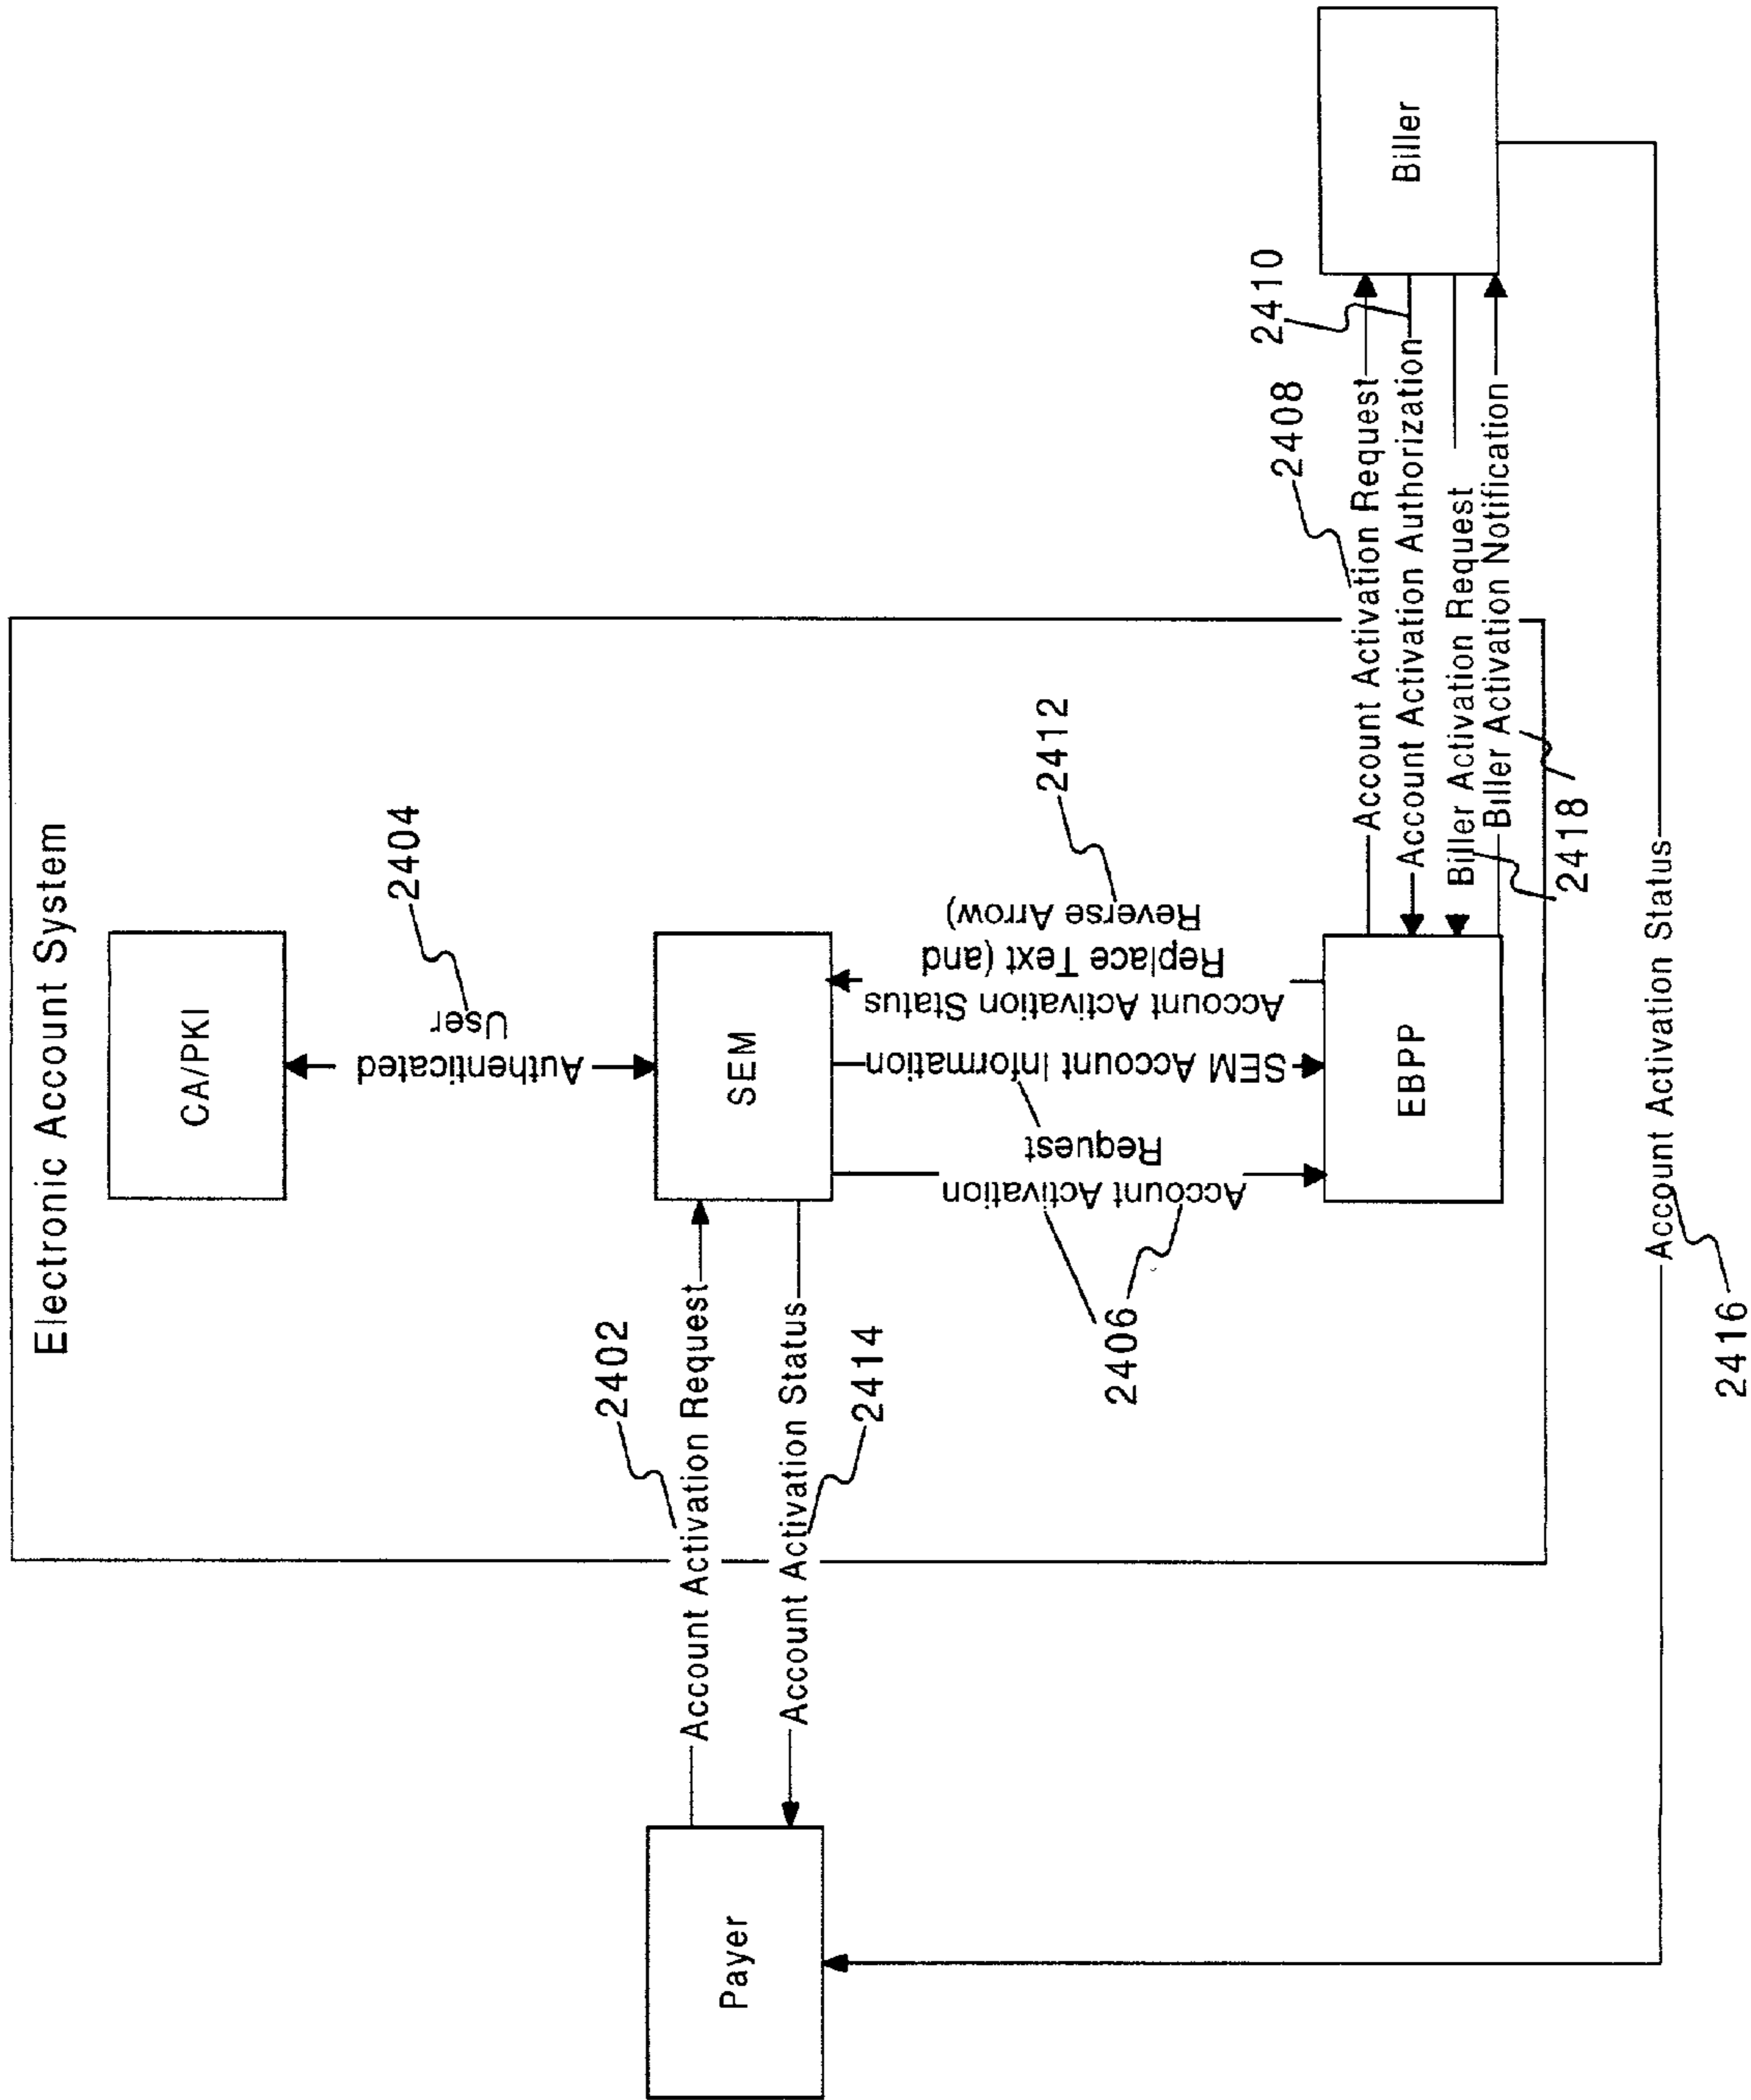 Electronic Account System
CA/PKI
Authenticated
User
2404
Payer
Account Activation Request
2402
Account Activation Status
2414
SEM
Account Activation
Request
2406
SEM Account Information
Account Activation Status
Replace Text (and
Reverse Arrow)
2412
EBPP
Account Activation Request
2408
Account Activation Authorization
2410
Biller Activation Request
Biller Activation Notification
2418
Biller
Account Activation Status
2416